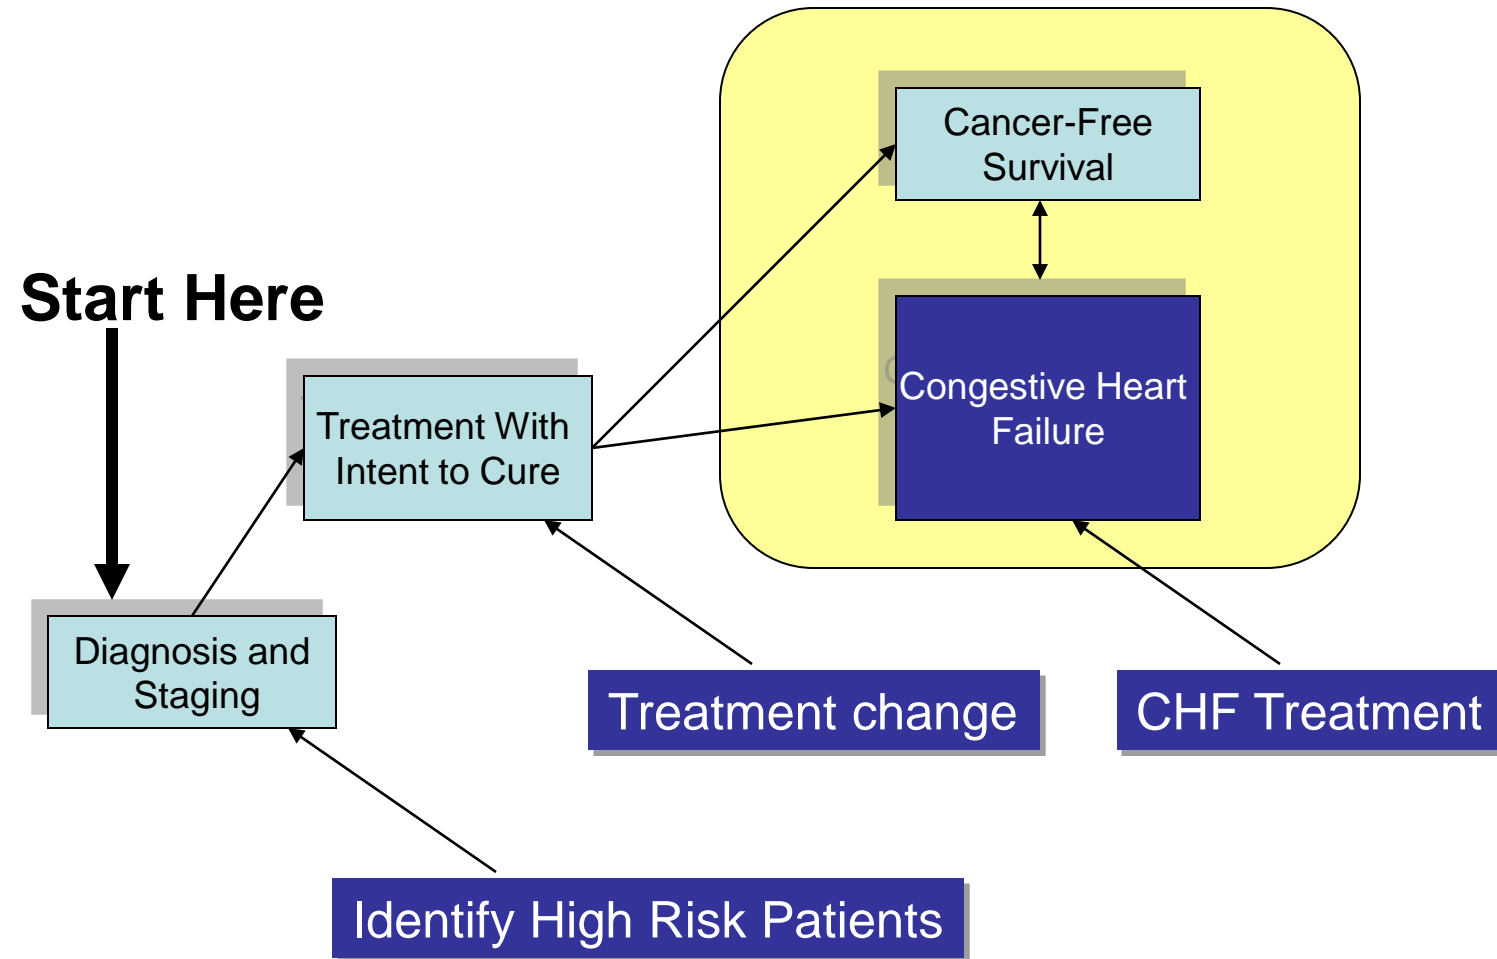 Cancer-Free
Survival
Start Here
Congestive Heart
Failure
Treatment With
Intent to Cure
Diagnosis and
Staging
Treatment change
CHF Treatment
Identify High Risk Patients